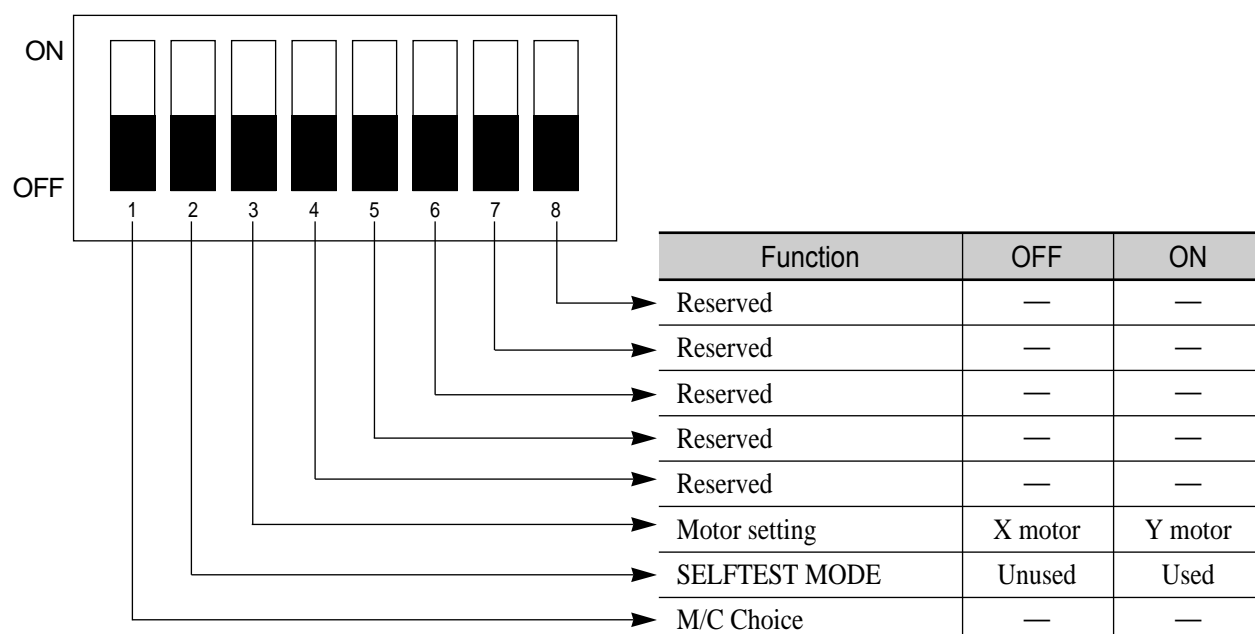 ON
OFF
1 2 3 4 5 6 7 8
Function OFF ON
Reserved — —
Reserved — —
Reserved — —
Reserved — —
Reserved — —
Motor setting X motor Y motor
SELFTEST MODE Unused Used
M/C Choice — —